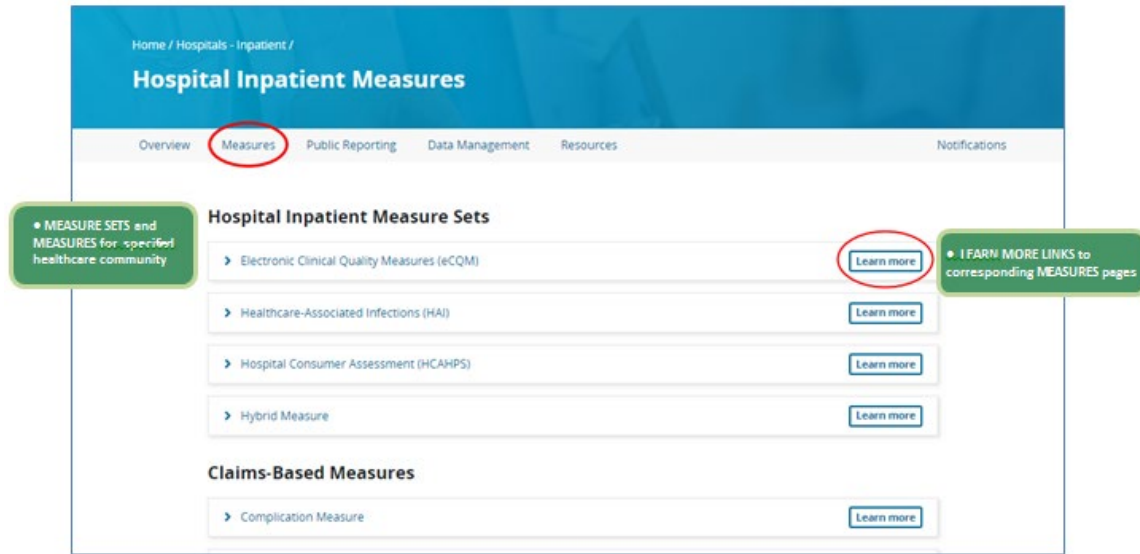 Home / Hospitals - Inpatient /
Hospital Inpatient Measures
Overview Measures Public Reporting Data Management Resources Notifications
• MEASURE SETS and
MEASURES for specified
healthcare community
Hospital Inpatient Measure Sets
Electronic Clinical Quality Measures (eCQM) Learn more
• LEARN MORE LINKS to
corresponding MEASURES pages
Healthcare-Associated Infections (HAI) Learn more
Hospital Consumer Assessment (HCAHPS) Learn more
Hybrid Measure Learn more
Claims-Based Measures
Complication Measure Learn more